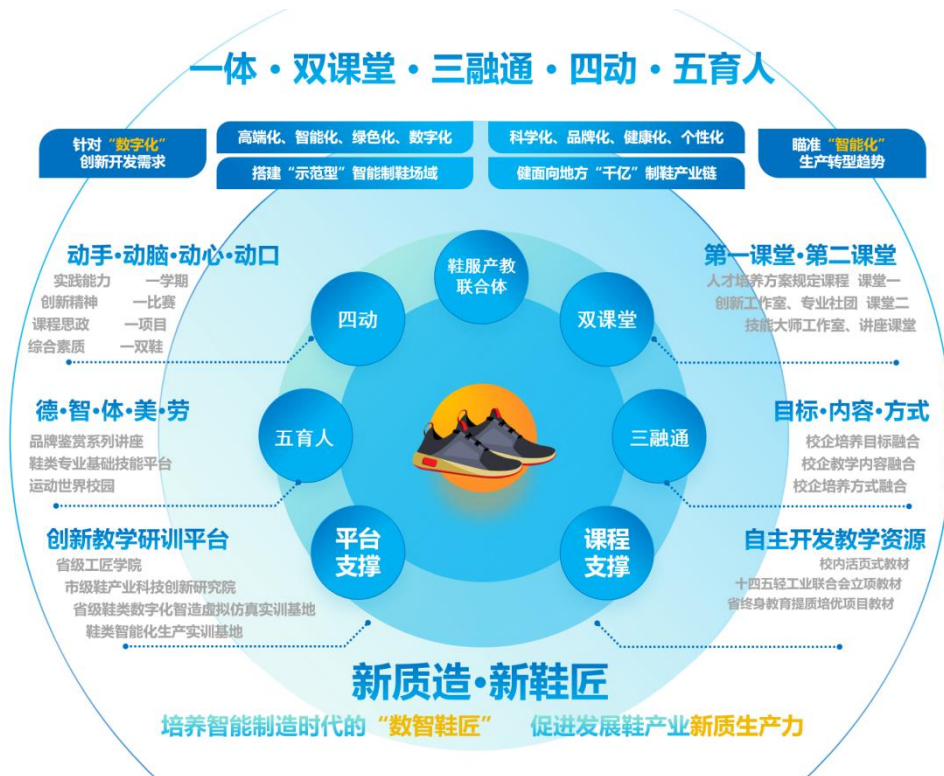 一体·双课堂·三融通·四动·五育人
针对“数字化”
创新开发需求
高端化、智能化、绿色化、数字化
搭建“示范型”智能制鞋场域
科学化、品牌化、健康化、个性化
健面向地方“千亿”制鞋产业链
瞄准“智能化”
生产转型趋势
动手·动脑·动心·动口
实践能力 一学期
创新精神 一比赛
课程思政 一项目
综合素质 一双鞋
德·智·体·美·劳
品牌鉴赏系列讲座
鞋类专业基础技能平台
运动世界校园
创新教学研训平台
省级工匠学院
市级鞋产业科技创新研究院
省级鞋类数字化智造虚拟仿真实训基地
鞋类智能化生产实训基地
鞋服产教
联合体
四动
双课堂
五育人
三融通
平台
支撑
课程
支撑
第一课堂·第二课堂
人才培养方案规定课程 课堂一
创新工作室、专业社团 课堂二
技能大师工作室、讲座课堂
目标·内容·方式
校企培养目标融合
校企教学内容融合
校企培养方式融合
自主开发教学资源
校内活页式教材
十四五轻工业联合会立项教材
省终身教育提质培优项目教材
新质造·新鞋匠
培养智能制造时代的“数智鞋匠” 促进发展鞋产业新质生产力